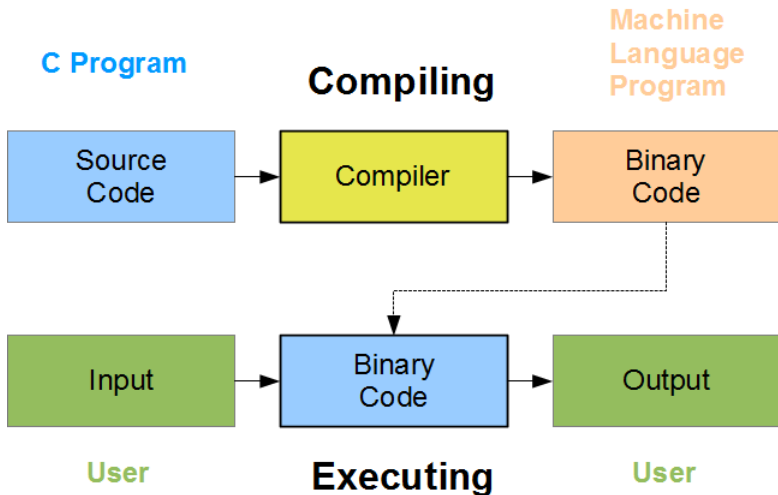 C Program
Compiling
Machine
Language
Program
Source
Code
Compiler
Binary
Code
Input
Binary
Code
Output
User
Executing
User